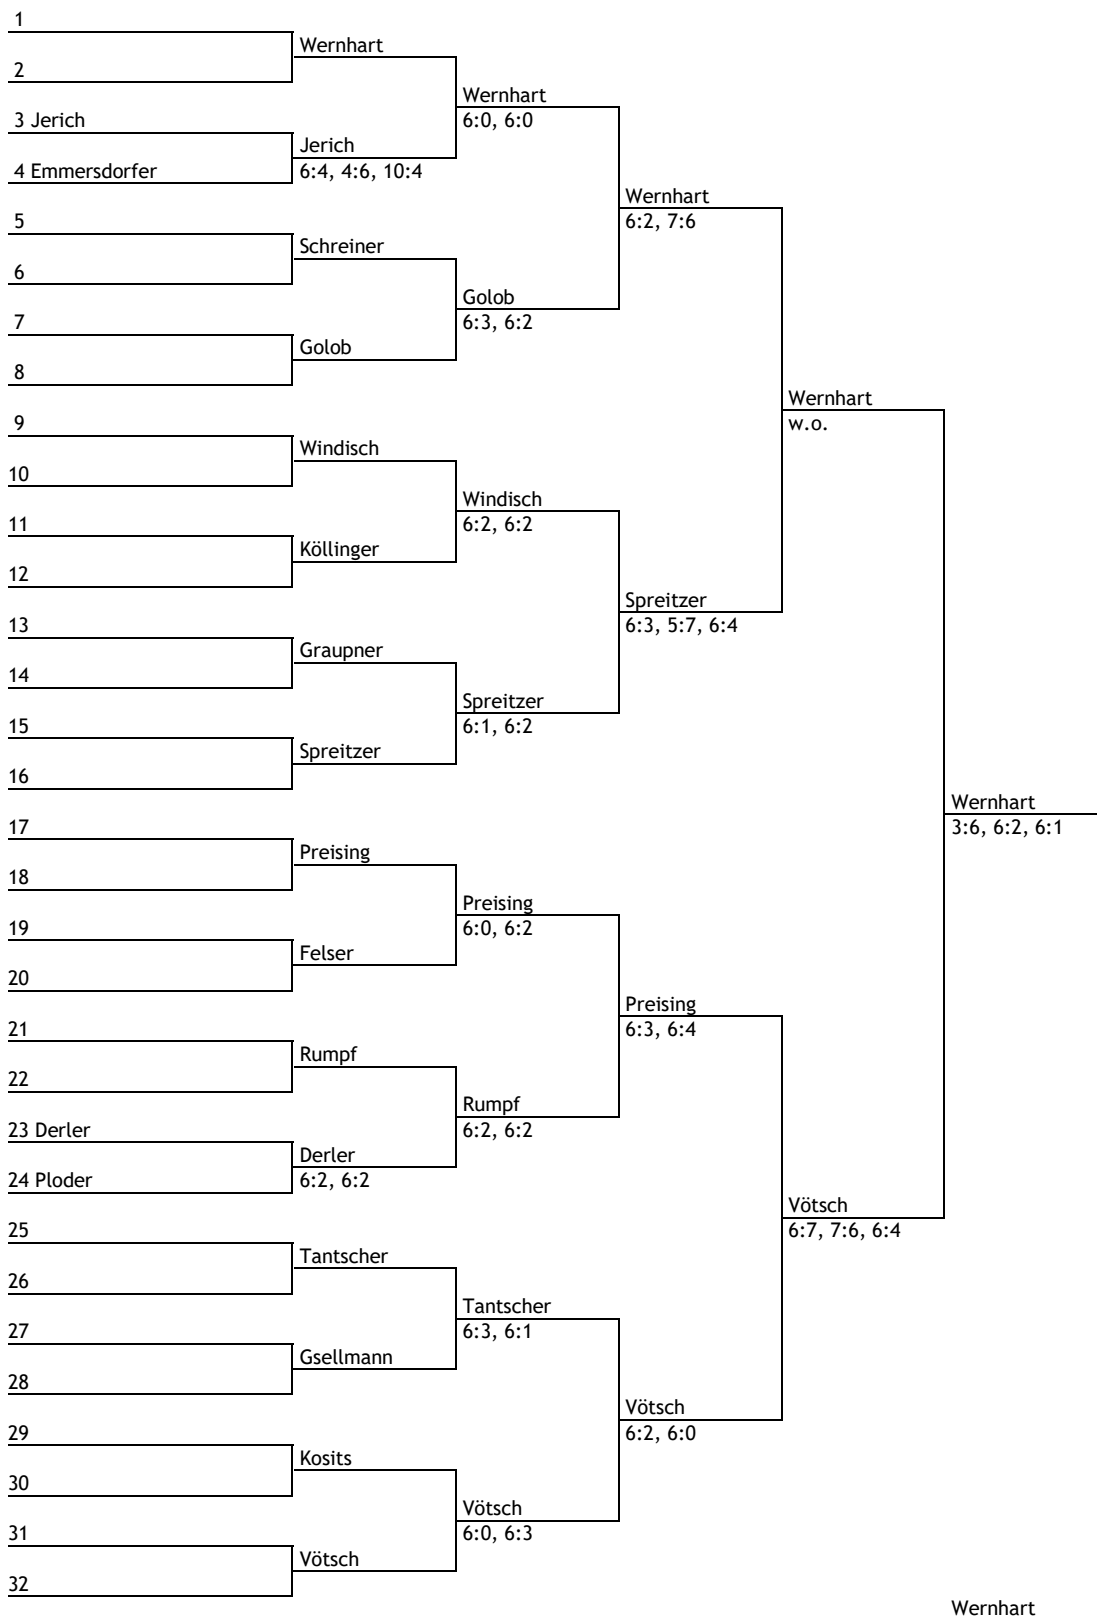 1
Wernhart
2
Wernhart
3 Jerich
6:0, 6:0
Jerich
4 Emmersdorfer
6:4, 4:6, 10:4
Wernhart
5
6:2, 7:6
Schreiner
6
Golob
7
6:3, 6:2
Golob
8
Wernhart
9
w.o.
Windisch
10
Windisch
11
6:2, 6:2
Köllinger
12
Spreitzer
13
6:3, 5:7, 6:4
Graupner
14
Spreitzer
15
6:1, 6:2
Spreitzer
16
Wernhart
17
3:6, 6:2, 6:1
Preising
18
Preising
19
6:0, 6:2
Felser
20
Preising
21
6:3, 6:4
Rumpf
22
Rumpf
23 Derler
6:2, 6:2
Derler
24 Ploder
6:2, 6:2
Vötsch
25
6:7, 7:6, 6:4
Tantscher
26
Tantscher
27
6:3, 6:1
Gsellmann
28
Vötsch
29
6:2, 6:0
Kosits
30
Vötsch
31
6:0, 6:3
Vötsch
32
Wernhart